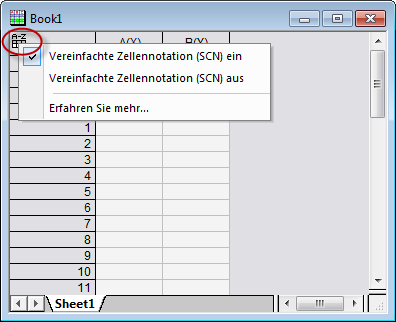 Book1
A-Z
A(X)
B(Y)
Vereinfachte Zellennotation (SCN) ein
Vereinfachte Zellennotation (SCN) aus
Erfahren Sie mehr...
1
2
3
4
5
6
7
8
9
10
11
Sheet1